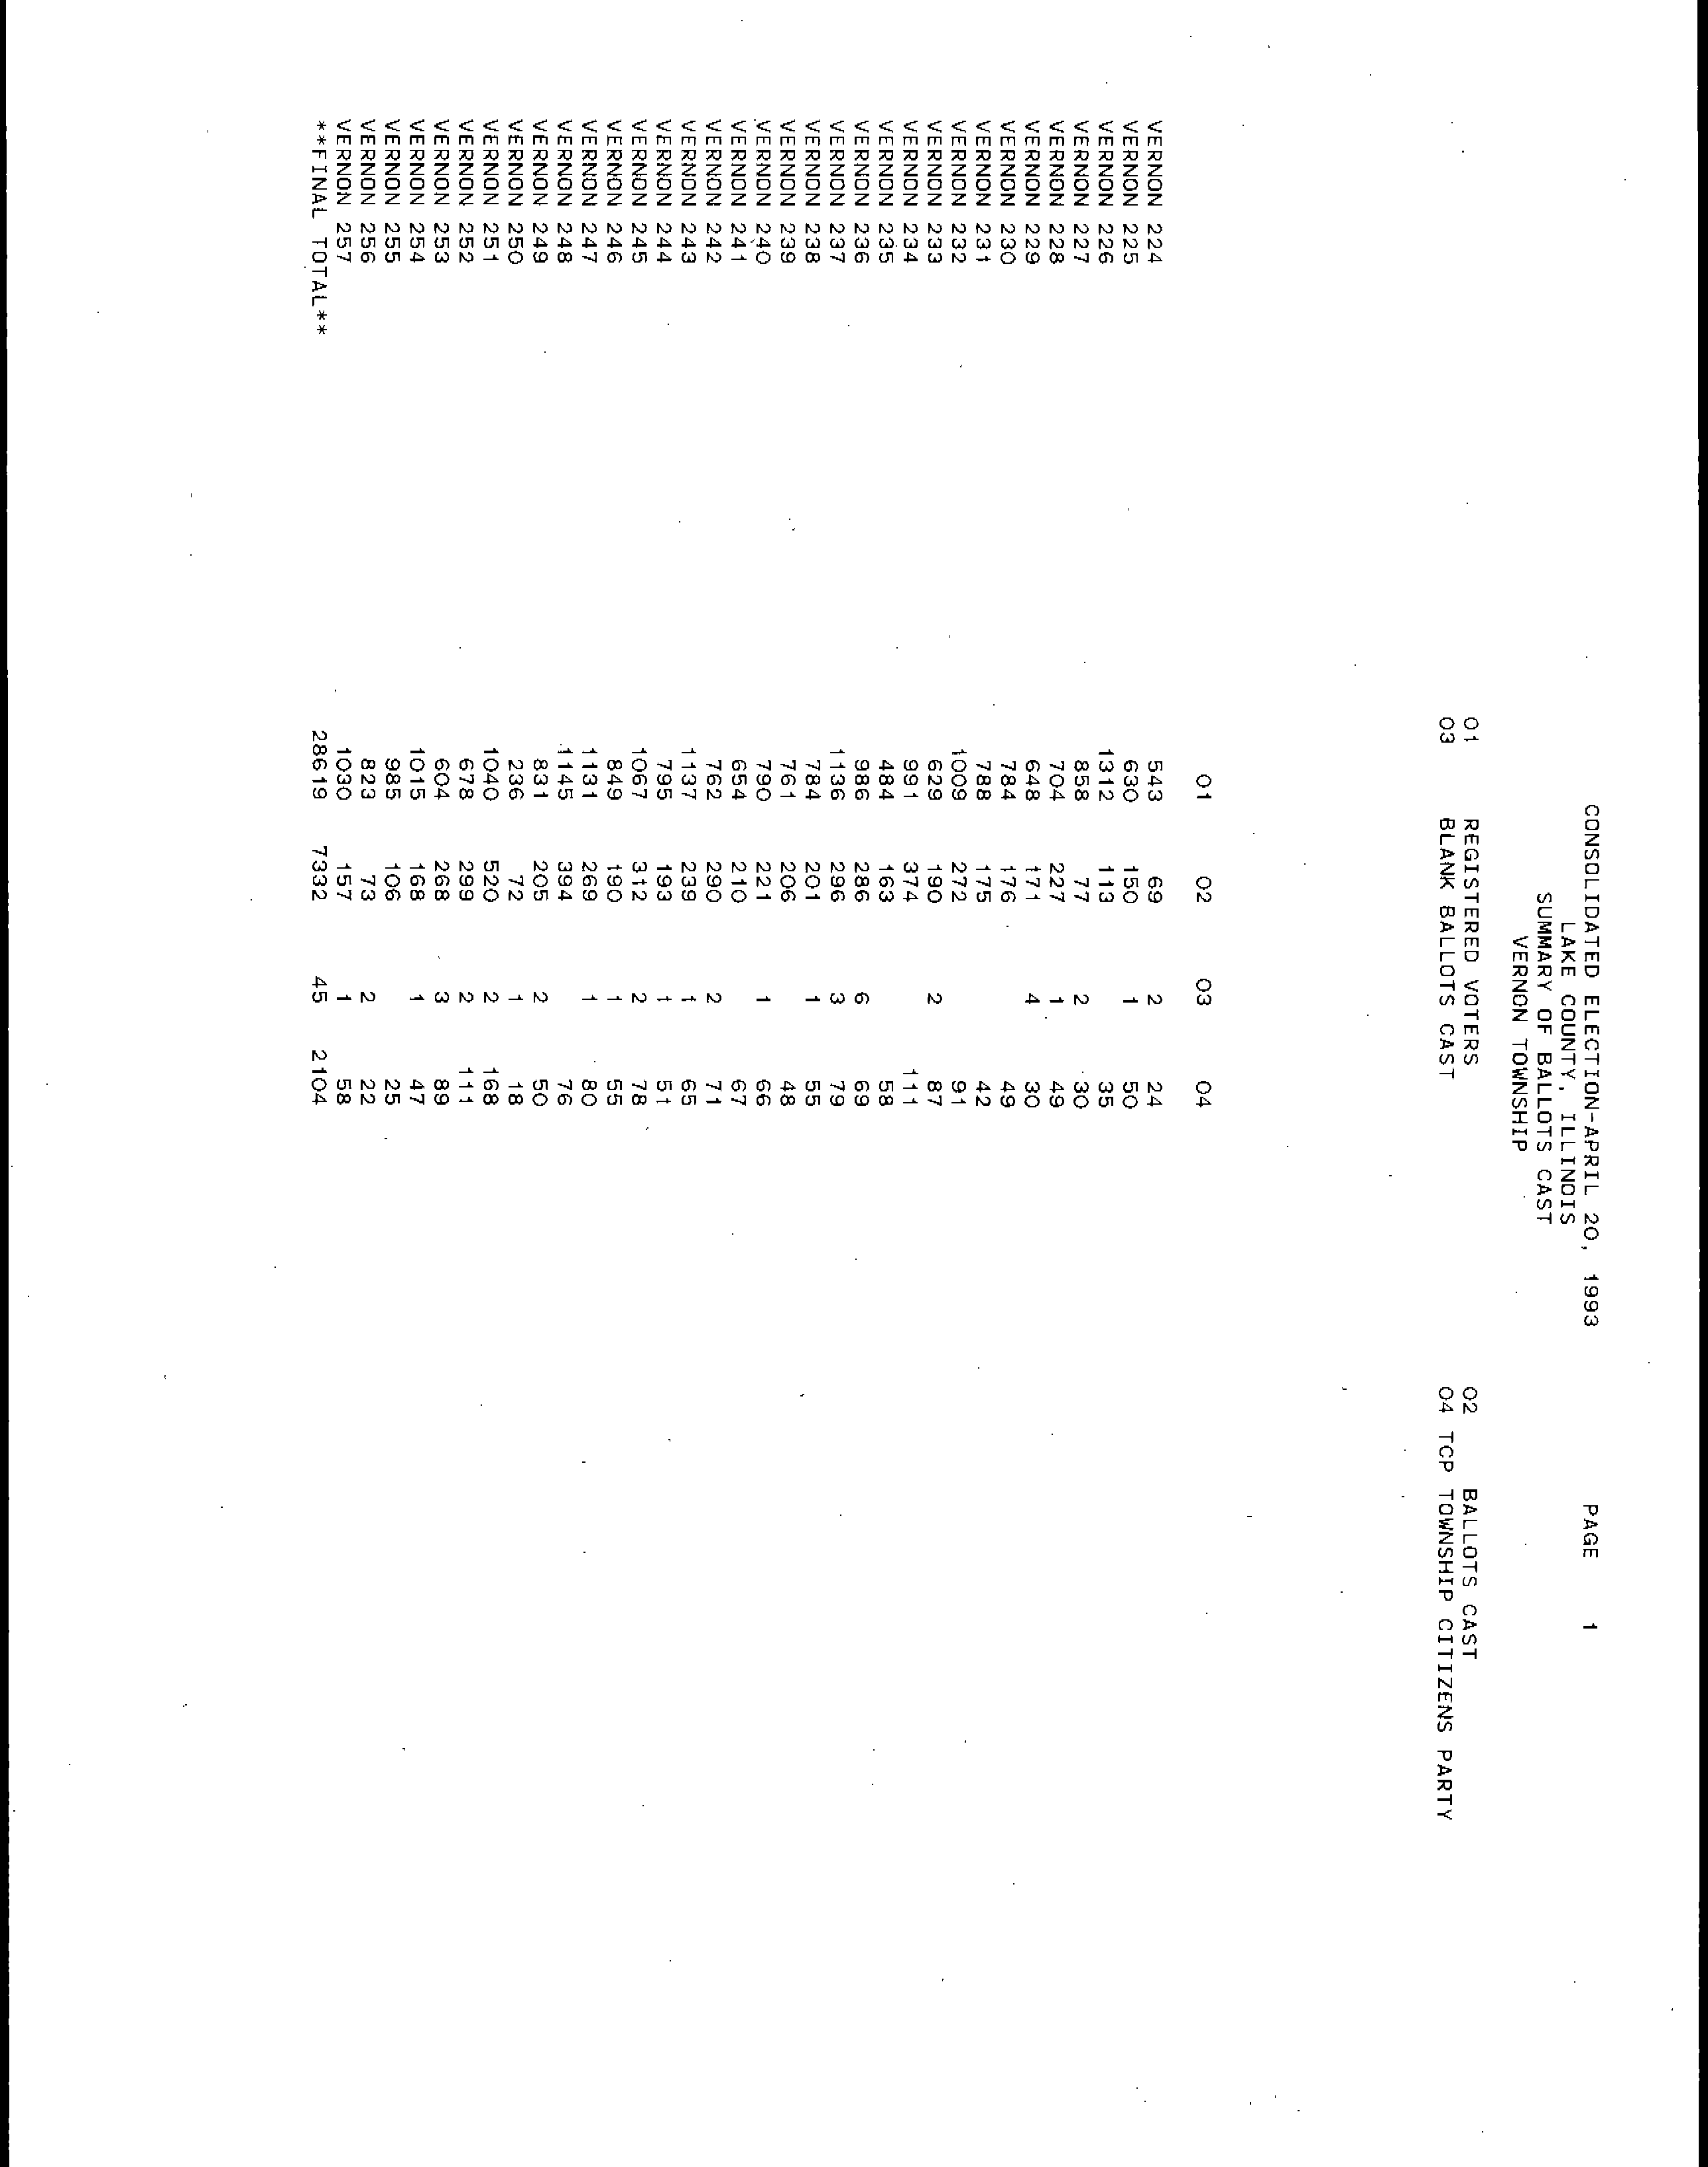 CONSOLIDATED ELECTION-APRIL 20, 1993 PAGE 1
LAKE COUNTY, ILLINOIS
SUMMARY OF BALLOTS CAST
VERNON TOWNSHIP
01 REGISTERED VOTERS 02 BALLOTS CAST
03 BLANK BALLOTS CAST 04 TCP TOWNSHIP CITIZENS PARTY
01 02 03 04
VERNON 224 543 69 2 24
VERNON 225 630 150 1 50
VERNON 226 1312 113 35
VERNON 227 858 77 2 30
VERNON 228 704 227 1 49
VERNON 229 648 171 4 30
VERNON 230 784 176 49
VERNON 231 788 175 42
VERNON 232 1009 272 91
VERNON 233 629 190 2 87
VERNON 234 991 374 111
VERNON 235 484 163 58
VERNON 236 986 286 6 69
VERNON 237 1136 296 3 79
VERNON 238 784 201 1 55
VERNON 239 761 206 48
VERNON 240 790 221 1 66
VERNON 241 654 210 67
VERNON 242 762 290 2 71
VERNON 243 1137 239 1 65
VERNON 244 795 193 1 51
VERNON 245 1067 312 2 78
VERNON 246 849 190 1 55
VERNON 247 1131 269 1 80
VERNON 248 1145 394 76
VERNON 249 831 205 2 50
VERNON 250 236 72 1 18
VERNON 251 1040 520 2 168
VERNON 252 678 299 2 111
VERNON 253 604 268 3 89
VERNON 254 1015 168 1 47
VERNON 255 985 106 25
VERNON 256 823 73 2 22
VERNON 257 1030 157 1 58
**FINAL TOTAL** 28619 7332 45 2104